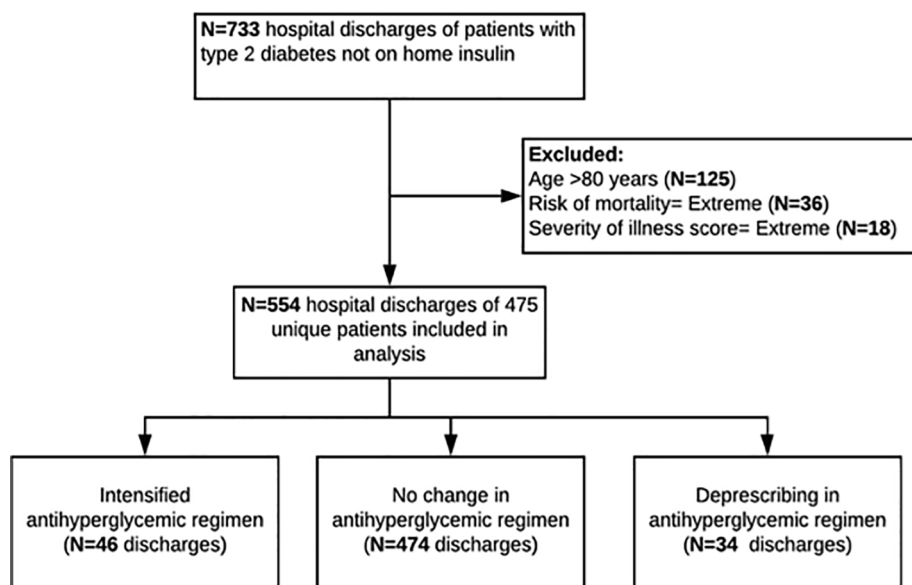 N=733 hospital discharges of patients with
type 2 diabetes not on home insulin
Excluded:
Age >80 years (N=125)
Risk of mortality= Extreme (N=36)
Severity of illness score= Extreme (N=18)
N=554 hospital discharges of 475
unique patients included in
analysis
Intensified
antihyperglycemic regimen
(N=46 discharges)
No change in
antihyperglycemic regimen
(N=474 discharges)
Deprescribing in
antihyperglycemic regimen
(N=34 discharges)